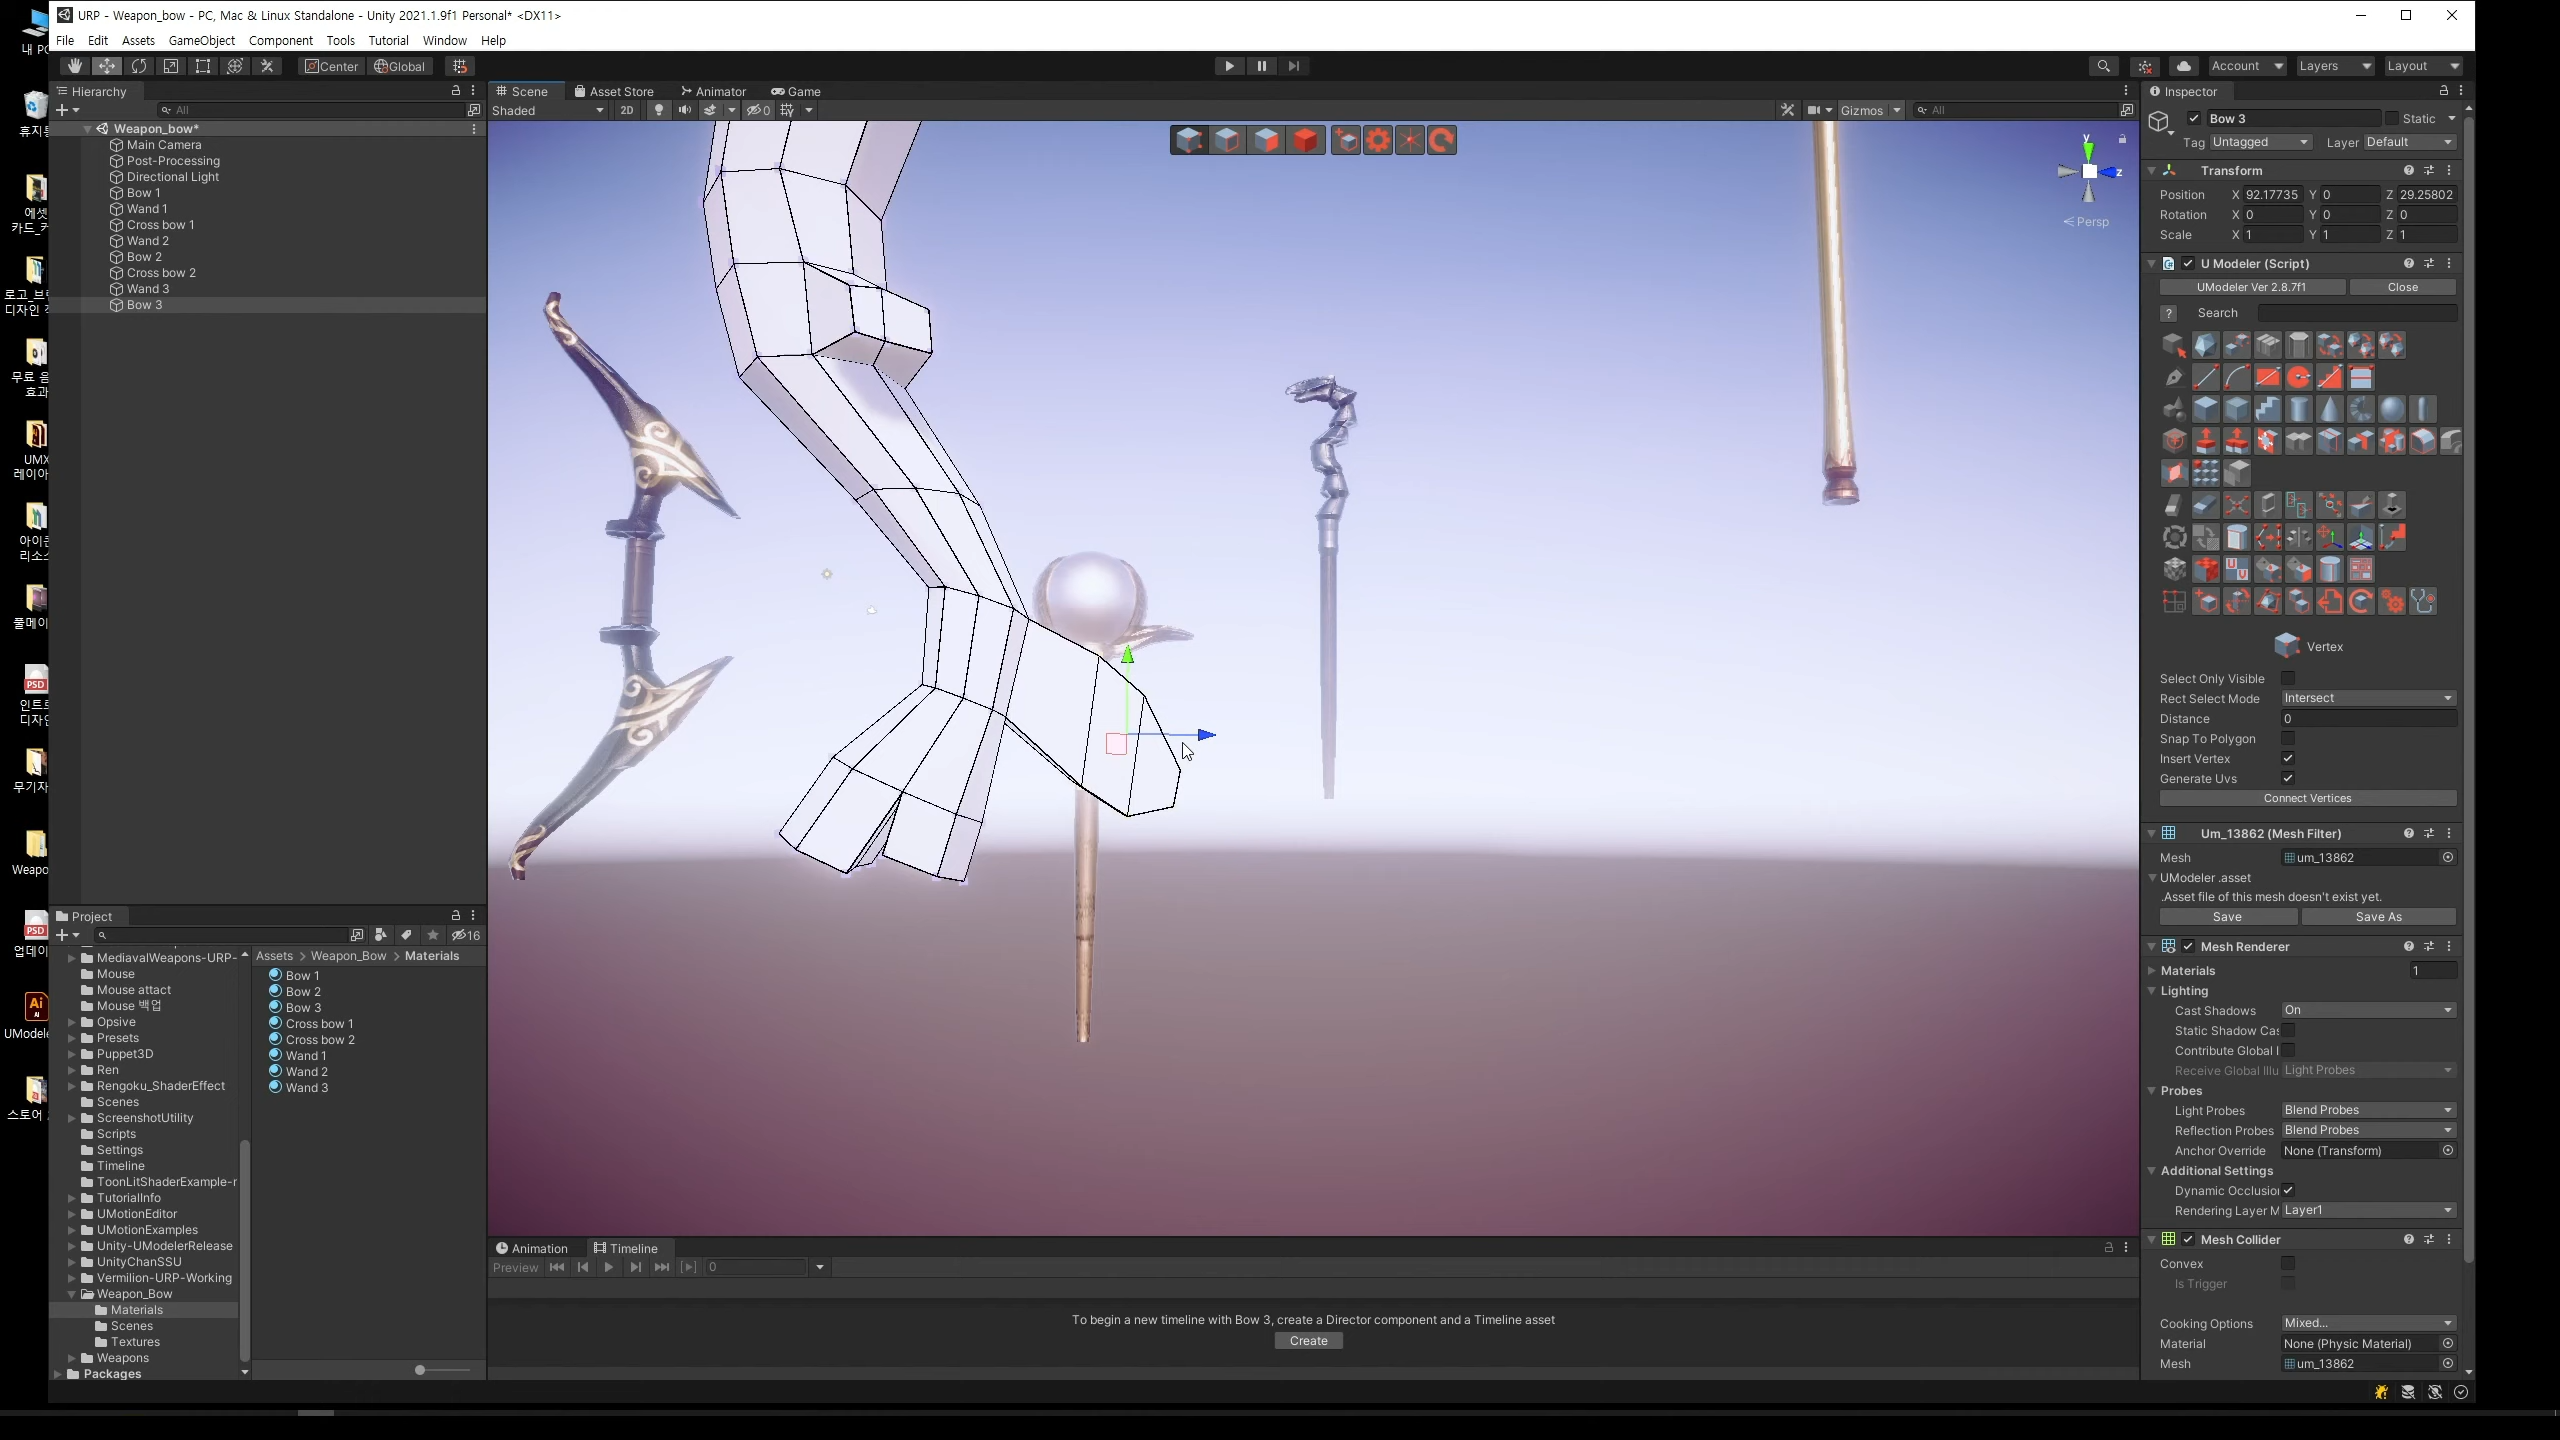 URP - Weapon_bow - PC, Mac & Linux Standalone - Unity 2021.1.9f1 Personal* <DX11>
File Edit Assets GameObject Component Tools Tutorial Window Help
Center Global
Account Layers Layout
Hierarchy
All
Weapon_bow*
Main Camera
Post-Processing
Directional Light
Bow 1
Wand 1
Cross bow 1
Wand 2
Bow 2
Cross bow 2
Wand 3
Bow 3
Scene Asset Store Animator Game
Shaded 2D 0 Gizmos All
y
z
Persp
Inspector
Bow 3 Static
Tag Untagged Layer Default
Transform
Position X 92.17735 Y 0 Z 29.25802
Rotation X 0 Y 0 Z 0
Scale X 1 Y 1 Z 1
U Modeler (Script)
UModeler Ver 2.8.7f1 Close
? Search
Vertex
Select Only Visible
Rect Select Mode Intersect
Distance 0
Snap To Polygon
Insert Vertex
Generate Uvs
Connect Vertices
Um_13862 (Mesh Filter)
Mesh um_13862
UModeler .asset
.Asset file of this mesh doesn't exist yet.
Save Save As
Mesh Renderer
Materials 1
Lighting
Cast Shadows On
Static Shadow Cas
Contribute Global I
Receive Global Illu Light Probes
Probes
Light Probes Blend Probes
Reflection Probes Blend Probes
Anchor Override None (Transform)
Additional Settings
Dynamic Occlusion
Rendering Layer M Layer1
Mesh Collider
Convex
Is Trigger
Cooking Options Mixed...
Material None (Physic Material)
Mesh um_13862
Project
16
MediavalWeapons-URP-
Mouse
Mouse attact
Mouse 백업
Opsive
Presets
Puppet3D
Ren
Rengoku_ShaderEffect
Scenes
ScreenshotUtility
Scripts
Settings
Timeline
ToonLitShaderExample-r
TutorialInfo
UMotionEditor
UMotionExamples
Unity-UModelerRelease
UnityChanSSU
Vermilion-URP-Working
Weapon_Bow
Materials
Scenes
Textures
Weapons
Packages
Assets > Weapon_Bow > Materials
Bow 1
Bow 2
Bow 3
Cross bow 1
Cross bow 2
Wand 1
Wand 2
Wand 3
Animation Timeline
Preview 0
To begin a new timeline with Bow 3, create a Director component and a Timeline asset
Create
내 PC
휴지통
에셋
카드_커
로고_브
디자인 작
무료 음
효과
UMX
레이아
아이콘
리소스
풀메이
PSD
인트로
디자인
무기자
Weapo
PSD
업데이
Ai
UModele
스토어